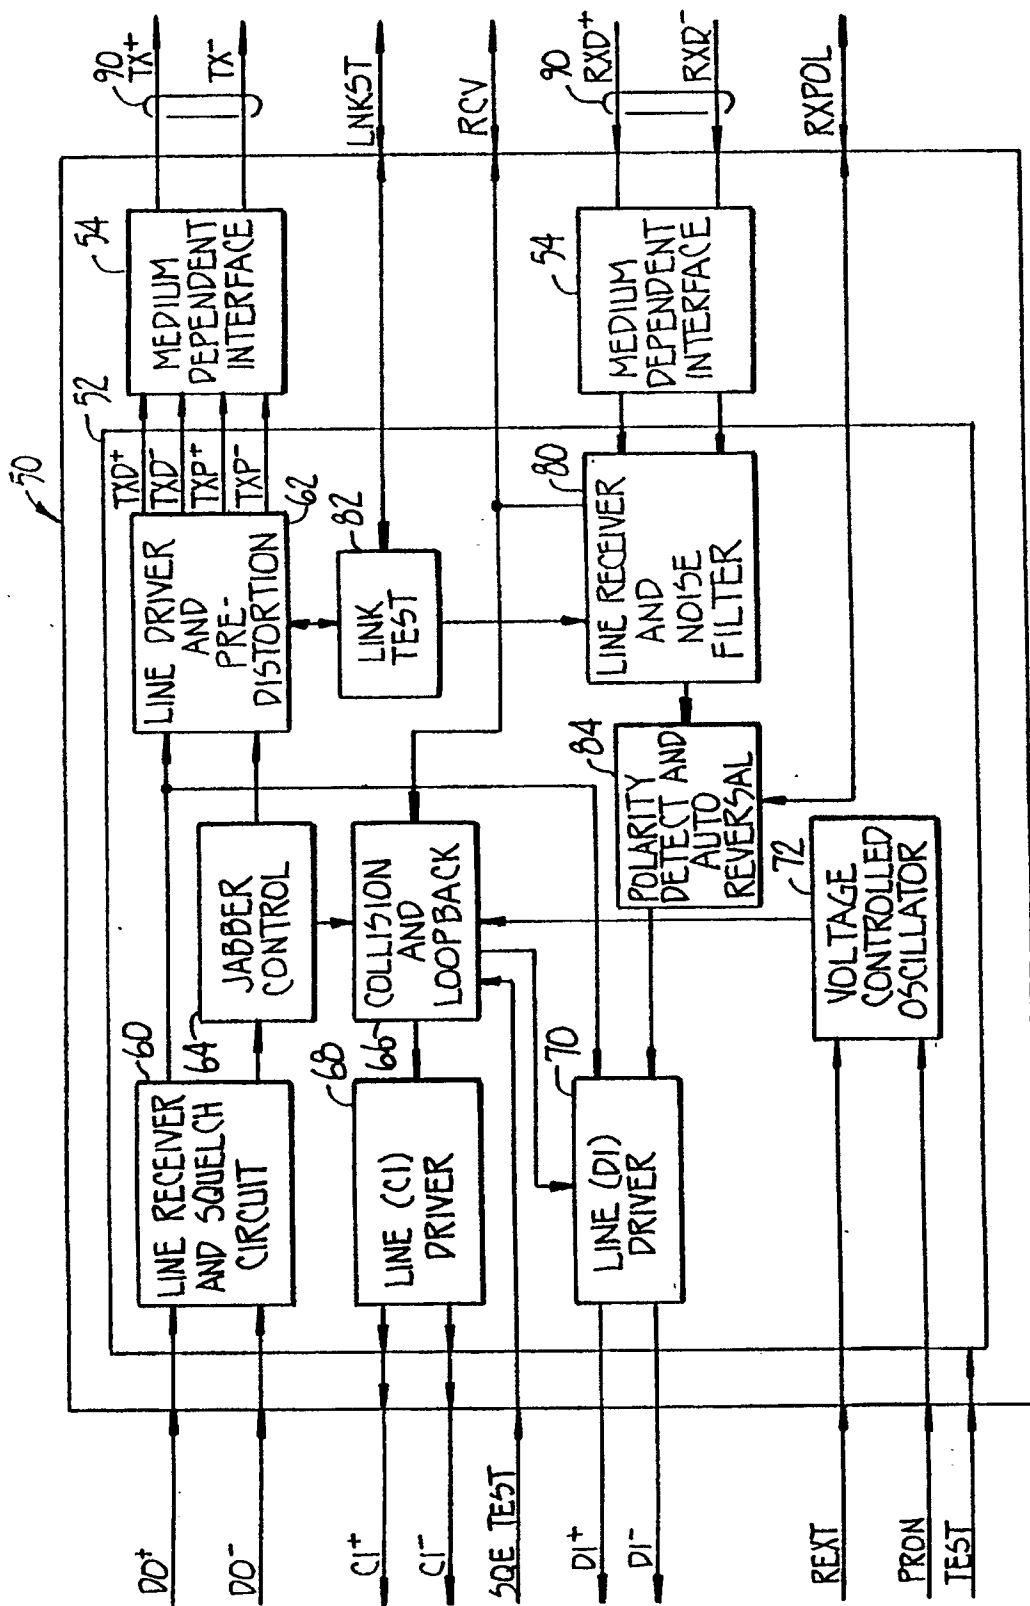 50
52
DO+
DO-
60
LINE RECEIVER
AND SQUELCH
CIRCUIT
64
JABBER
CONTROL
LINE DRIVER
AND
PRE-
DISTORTION
62
TXD+
TXD-
TXP+
TXP-
54
MEDIUM
DEPENDENT
INTERFACE
90
TX+
TX-
CI+
CI-
SQE TEST
68
LINE (CI)
DRIVER
66
COLLISION
AND
LOOPBACK
82
LINK
TEST
LNKST
RCV
DI+
DI-
70
LINE (DI)
DRIVER
84
POLARITY
DETECT AND
AUTO
REVERSAL
80
LINE RECEIVER
AND
NOISE
FILTER
54
MEDIUM
DEPENDENT
INTERFACE
90
RXD+
RXD-
REXT
PRDN
TEST
72
VOLTAGE
CONTROLLED
OSCILLATOR
RXPOL